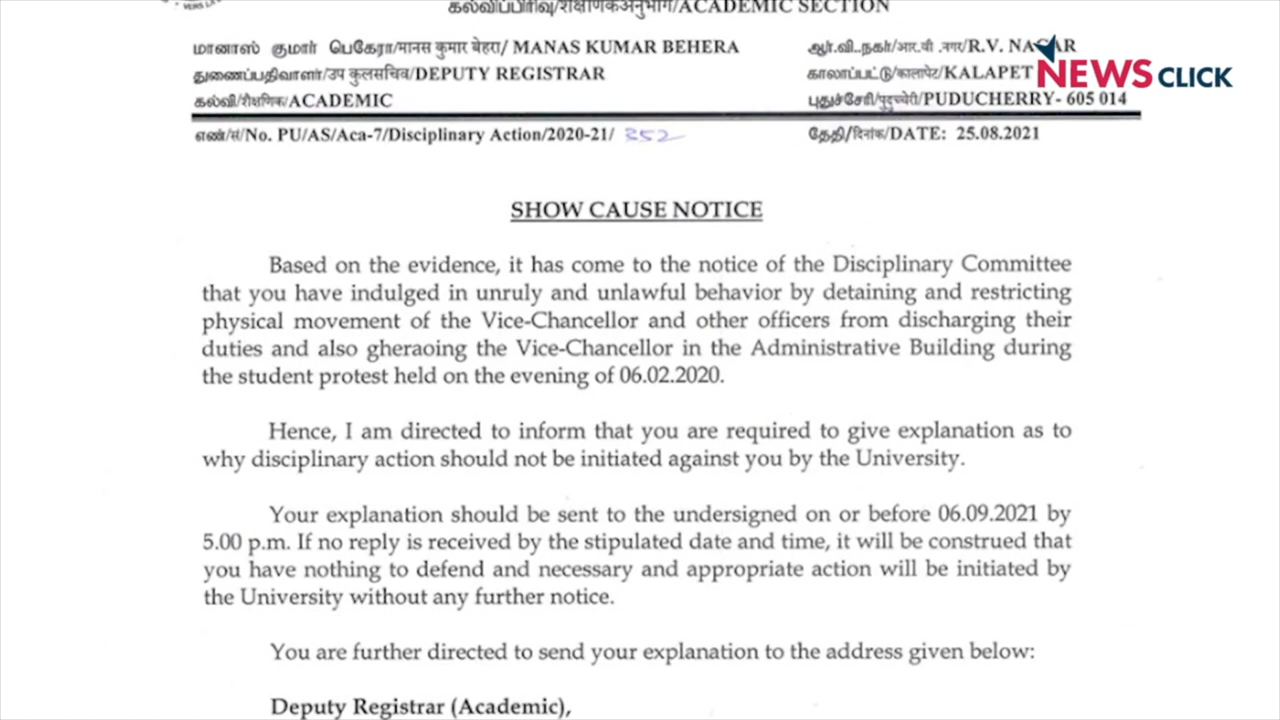 கல்விப்பிரிவு/शैक्षणिकअनुभाग/ACADEMIC SECTION
மானாஸ் குமார் பெகேரா/मानस कुमार बेहरा/ MANAS KUMAR BEHERA
துணைப்பதிவாளர்/उप कुलसचिव/DEPUTY REGISTRAR
கல்வி/शैक्षणिक/ACADEMIC
ஆர்.வி..நகர்/आर.वी .नगर/R.V. NAGAR
காலாப்பட்டு/कालापेट/KALAPET
புதுச்சேரி/पुदुच्चेरी/PUDUCHERRY- 605 014
NEWS CLICK
எண்/सं/No. PU/AS/Aca-7/Disciplinary Action/2020-21/ 352
தேதி/दिनांक/DATE: 25.08.2021
SHOW CAUSE NOTICE
Based on the evidence, it has come to the notice of the Disciplinary Committee
that you have indulged in unruly and unlawful behavior by detaining and restricting
physical movement of the Vice-Chancellor and other officers from discharging their
duties and also gheraoing the Vice-Chancellor in the Administrative Building during
the student protest held on the evening of 06.02.2020.
Hence, I am directed to inform that you are required to give explanation as to
why disciplinary action should not be initiated against you by the University.
Your explanation should be sent to the undersigned on or before 06.09.2021 by
5.00 p.m. If no reply is received by the stipulated date and time, it will be construed that
you have nothing to defend and necessary and appropriate action will be initiated by
the University without any further notice.
You are further directed to send your explanation to the address given below:
Deputy Registrar (Academic),